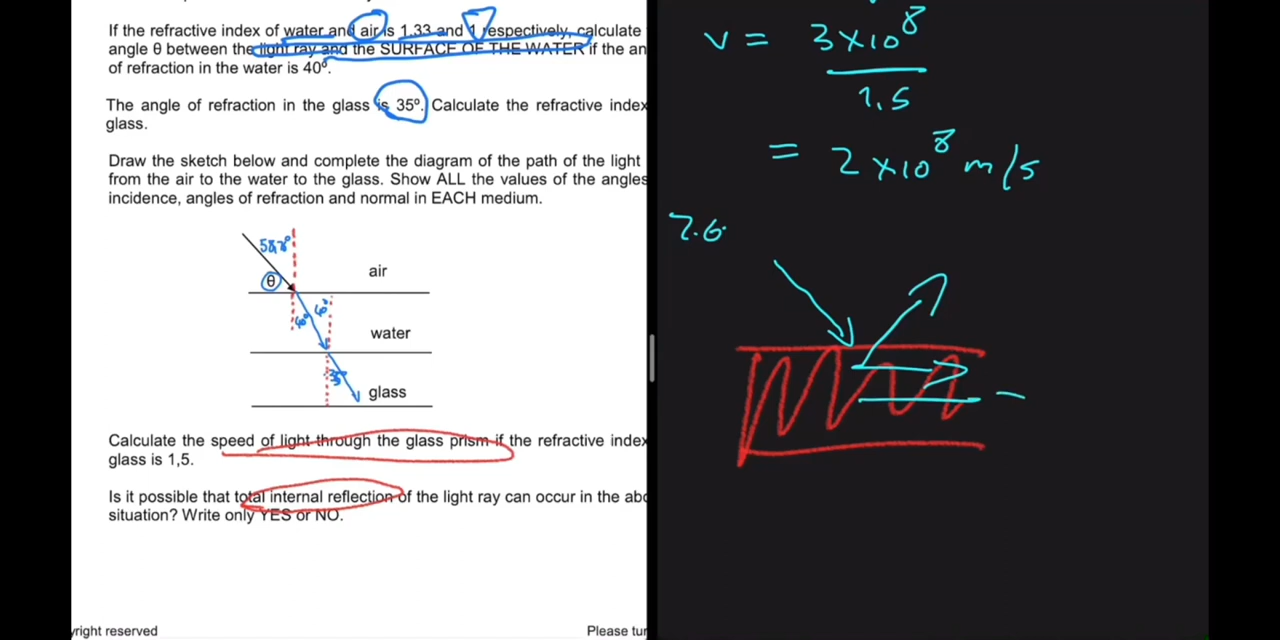 If the refractive index of water and air is 1,33 and 1 respectively, calculate
angle θ between the light ray and the SURFACE OF THE WATER if the an
of refraction in the water is 40º.
The angle of refraction in the glass is 35º. Calculate the refractive index
glass.
Draw the sketch below and complete the diagram of the path of the light
from the air to the water to the glass. Show ALL the values of the angles
incidence, angles of refraction and normal in EACH medium.
θ
air
40°
40°
water
35°
glass
Calculate the speed of light through the glass prism if the refractive index
glass is 1,5.
Is it possible that total internal reflection of the light ray can occur in the abo
situation? Write only YES or NO.
yright reserved
Please tur
v = 3×10⁸
1.5
= 2×10⁸ m/s
7.6